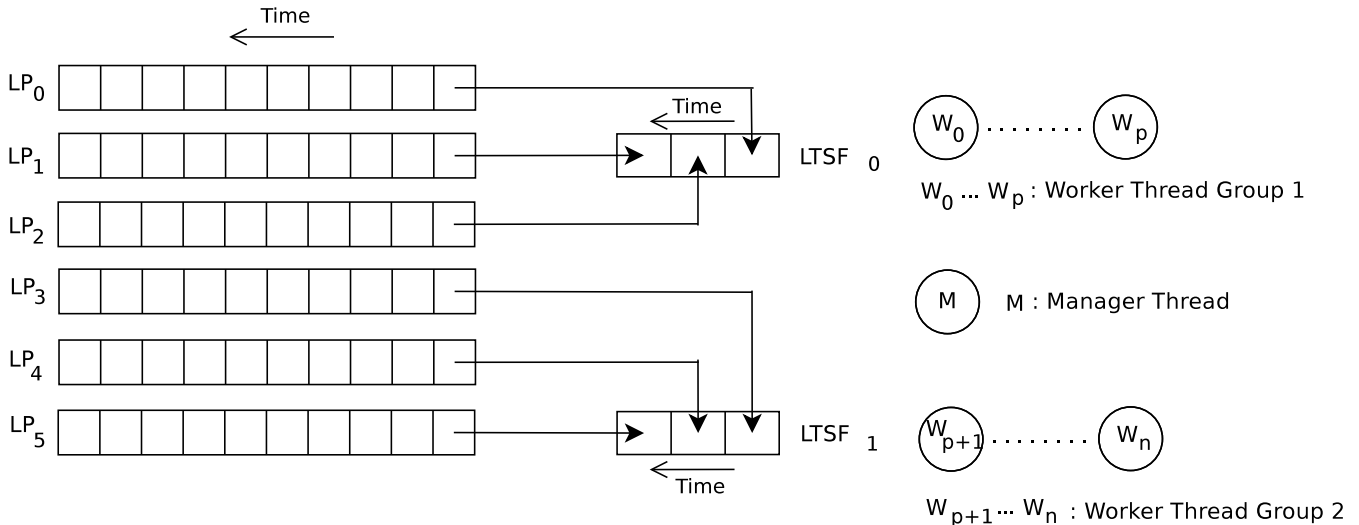 Time
LP0
LP1
LP2
LP3
LP4
LP5
Time
LTSF 0
LTSF 1
Time
W0 ........ Wp
W0 ... Wp : Worker Thread Group 1
M
M : Manager Thread
Wp+1 ........ Wn
Wp+1 ... Wn : Worker Thread Group 2